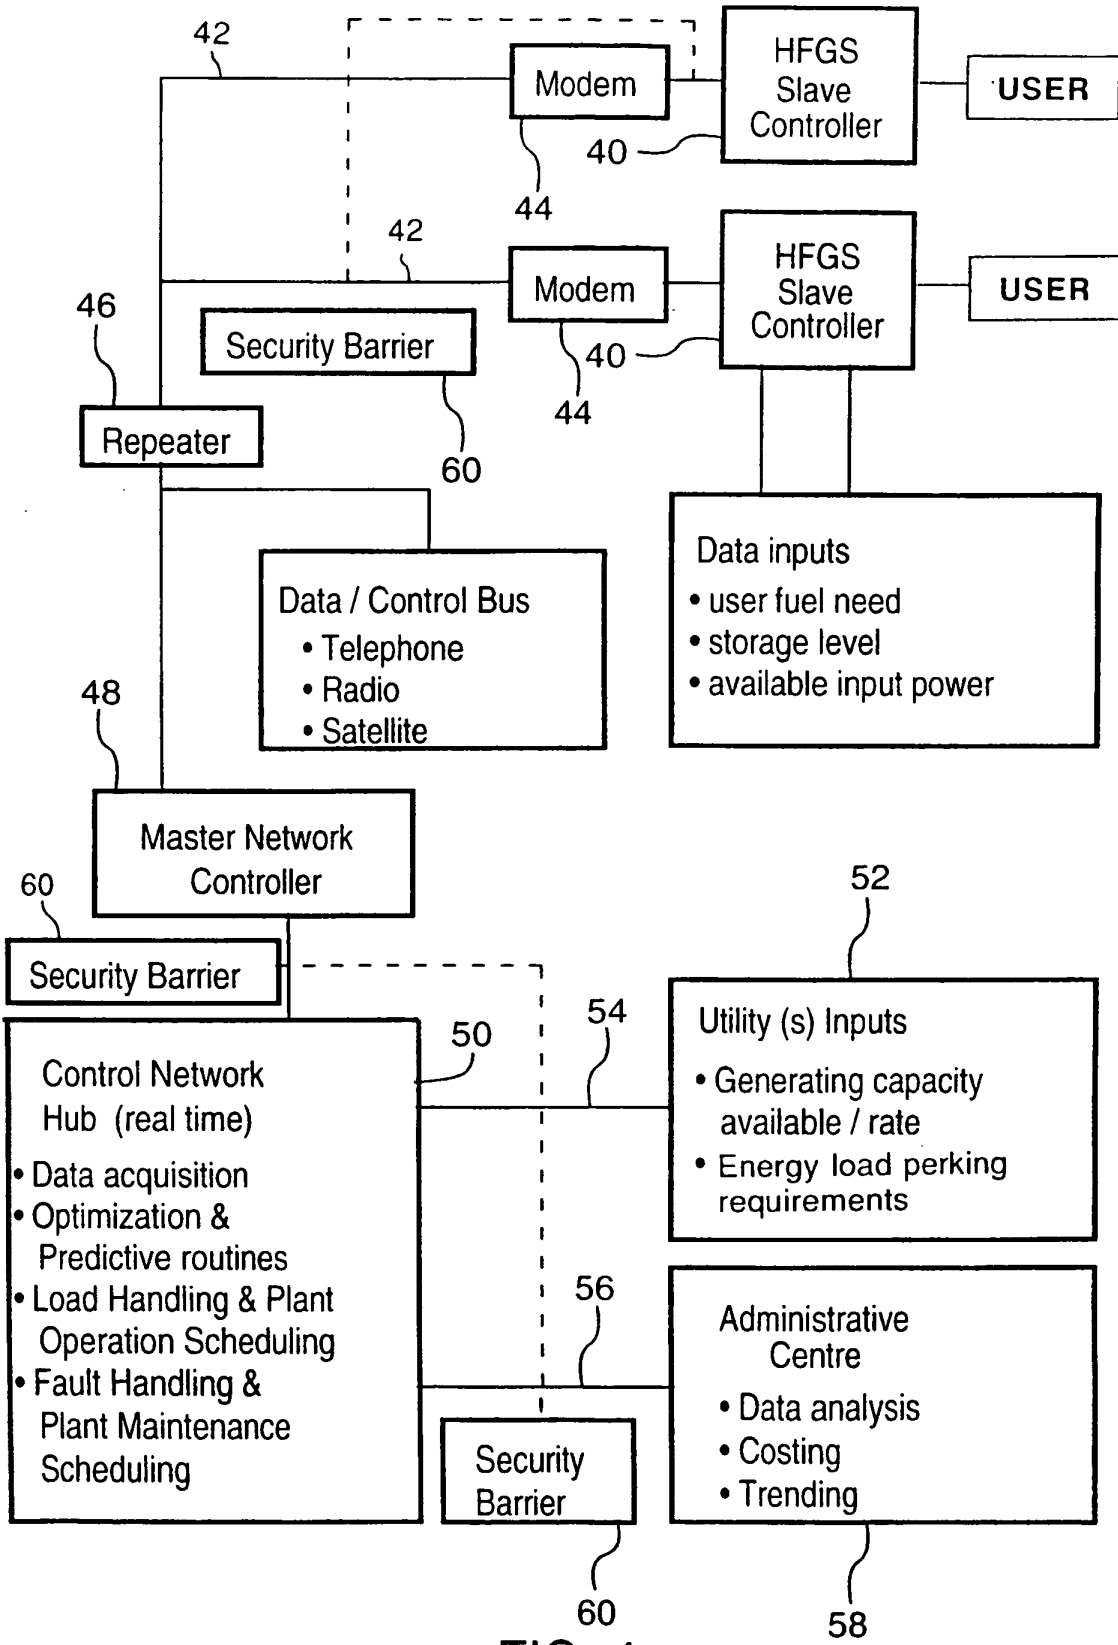 42
Modem
HFGS
Slave
Controller
USER
40
44
42
Modem
HFGS
Slave
Controller
USER
46
Security Barrier
40
44
Repeater
60
Data / Control Bus
• Telephone
• Radio
• Satellite
Data inputs
• user fuel need
• storage level
• available input power
48
Master Network
Controller
60
Security Barrier
52
54
50
Control Network
Hub (real time)
• Data acquisition
• Optimization &
Predictive routines
• Load Handling & Plant
Operation Scheduling
• Fault Handling &
Plant Maintenance
Scheduling
Utility (s) Inputs
• Generating capacity
available / rate
• Energy load perking
requirements
56
Administrative
Centre
• Data analysis
• Costing
• Trending
Security
Barrier
60
58